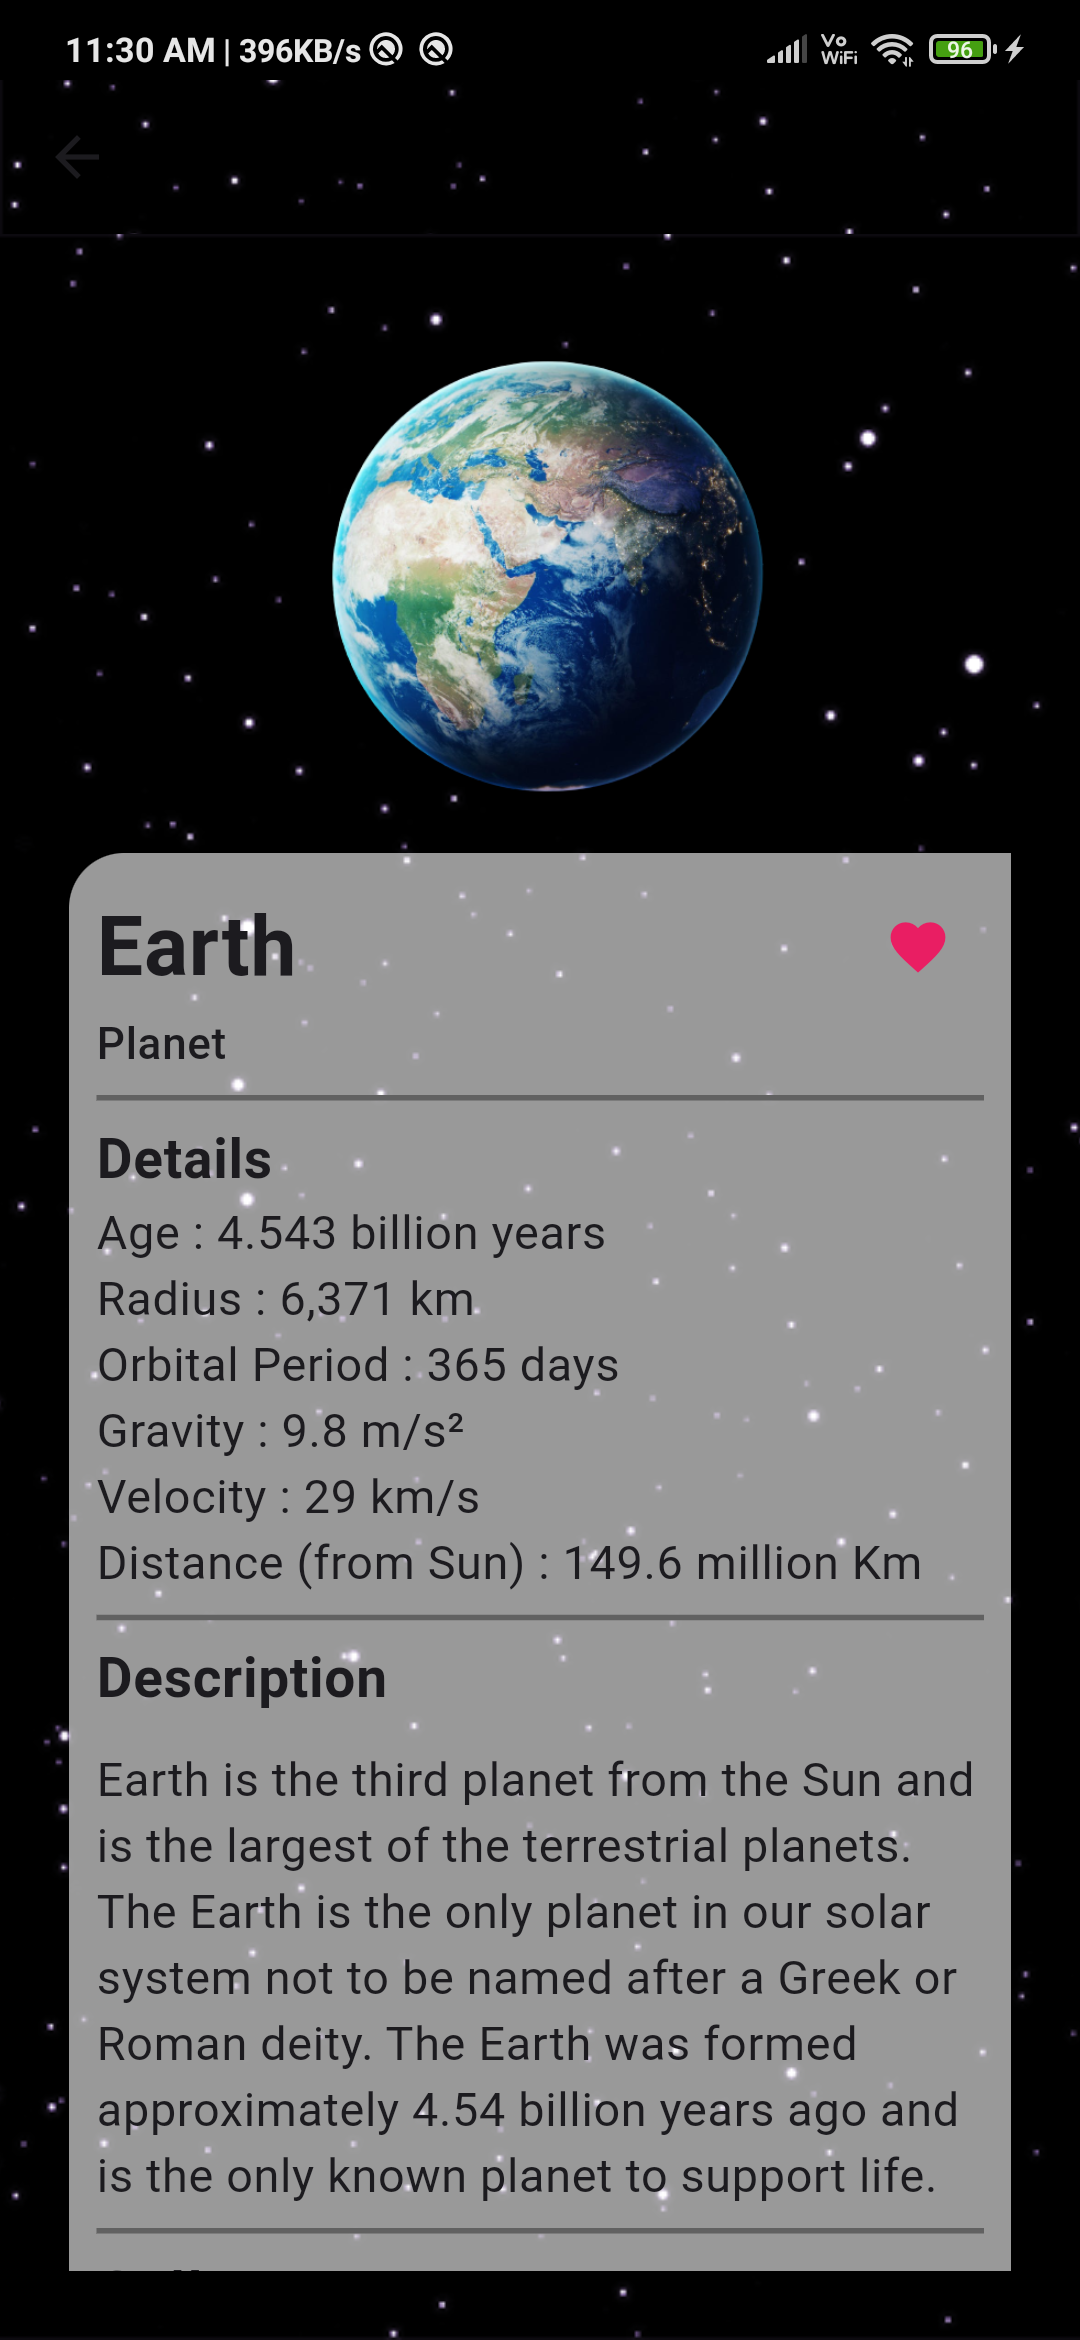 11:30 AM | 396KB/s
Vo
WiFi
96
Earth
Planet
Details
Age : 4.543 billion years
Radius : 6,371 km
Orbital Period : 365 days
Gravity : 9.8 m/s²
Velocity : 29 km/s
Distance (from Sun) : 149.6 million Km
Description
Earth is the third planet from the Sun and
is the largest of the terrestrial planets.
The Earth is the only planet in our solar
system not to be named after a Greek or
Roman deity. The Earth was formed
approximately 4.54 billion years ago and
is the only known planet to support life.